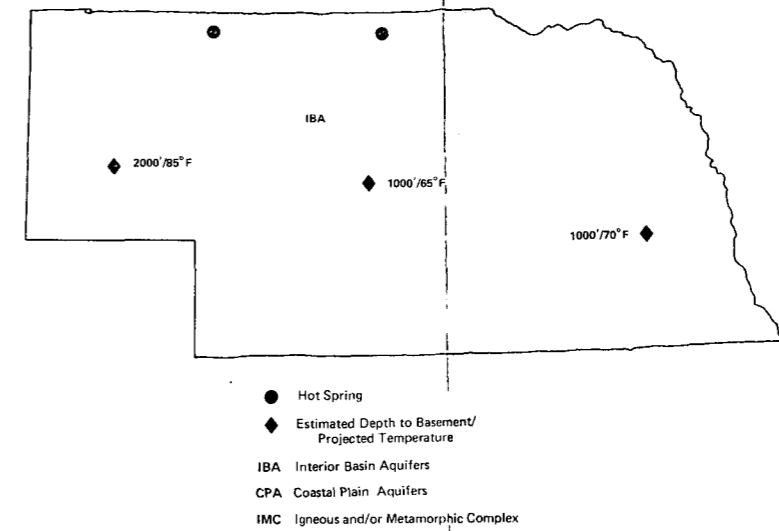 IBA
2000'/85°F
1000'/65°F
1000'/70°F
Hot Spring
Estimated Depth to Basement/
Projected Temperature
IBA Interior Basin Aquifers
CPA Coastal Plain Aquifers
IMC Igneous and/or Metamorphic Complex